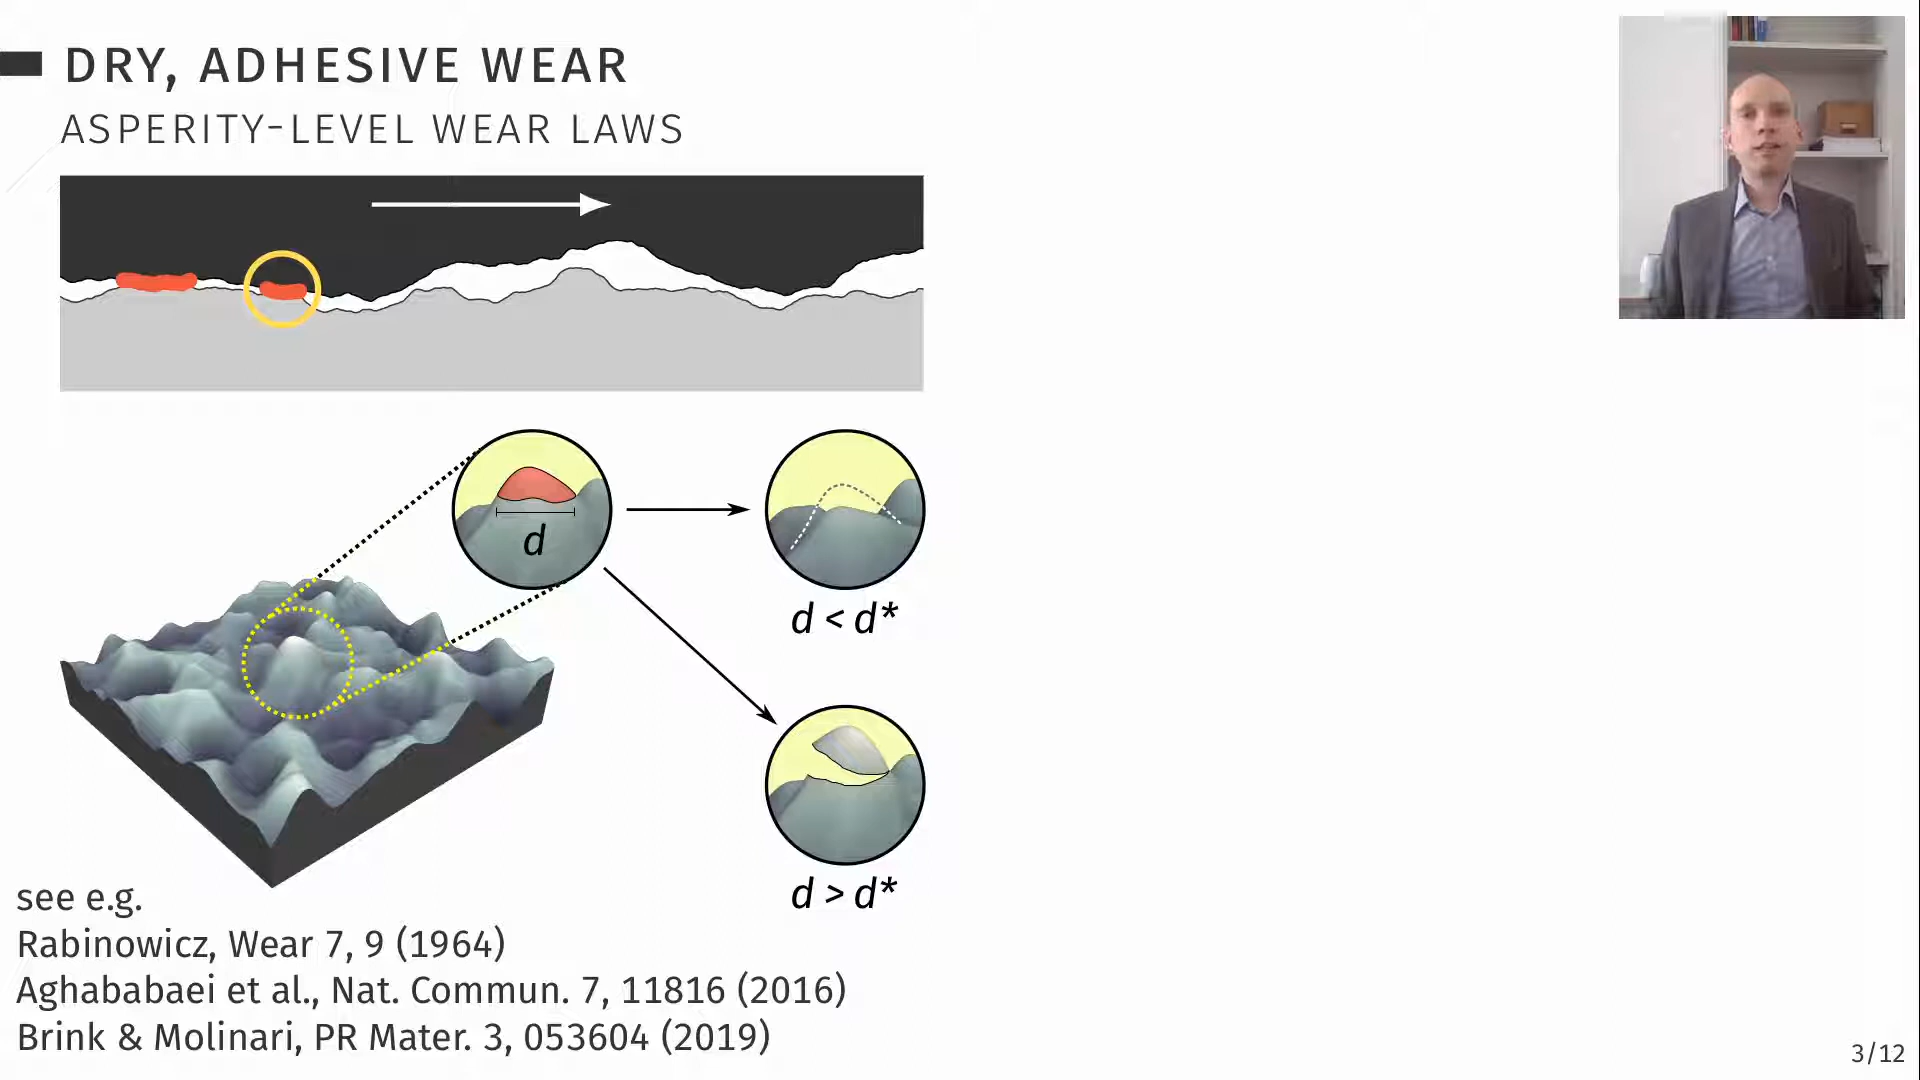 DRY, ADHESIVE WEAR
ASPERITY-LEVEL WEAR LAWS
d
d < d*
d > d*
see e.g.
Rabinowicz, Wear 7, 9 (1964)
Aghababaei et al., Nat. Commun. 7, 11816 (2016)
Brink & Molinari, PR Mater. 3, 053604 (2019)
3/12